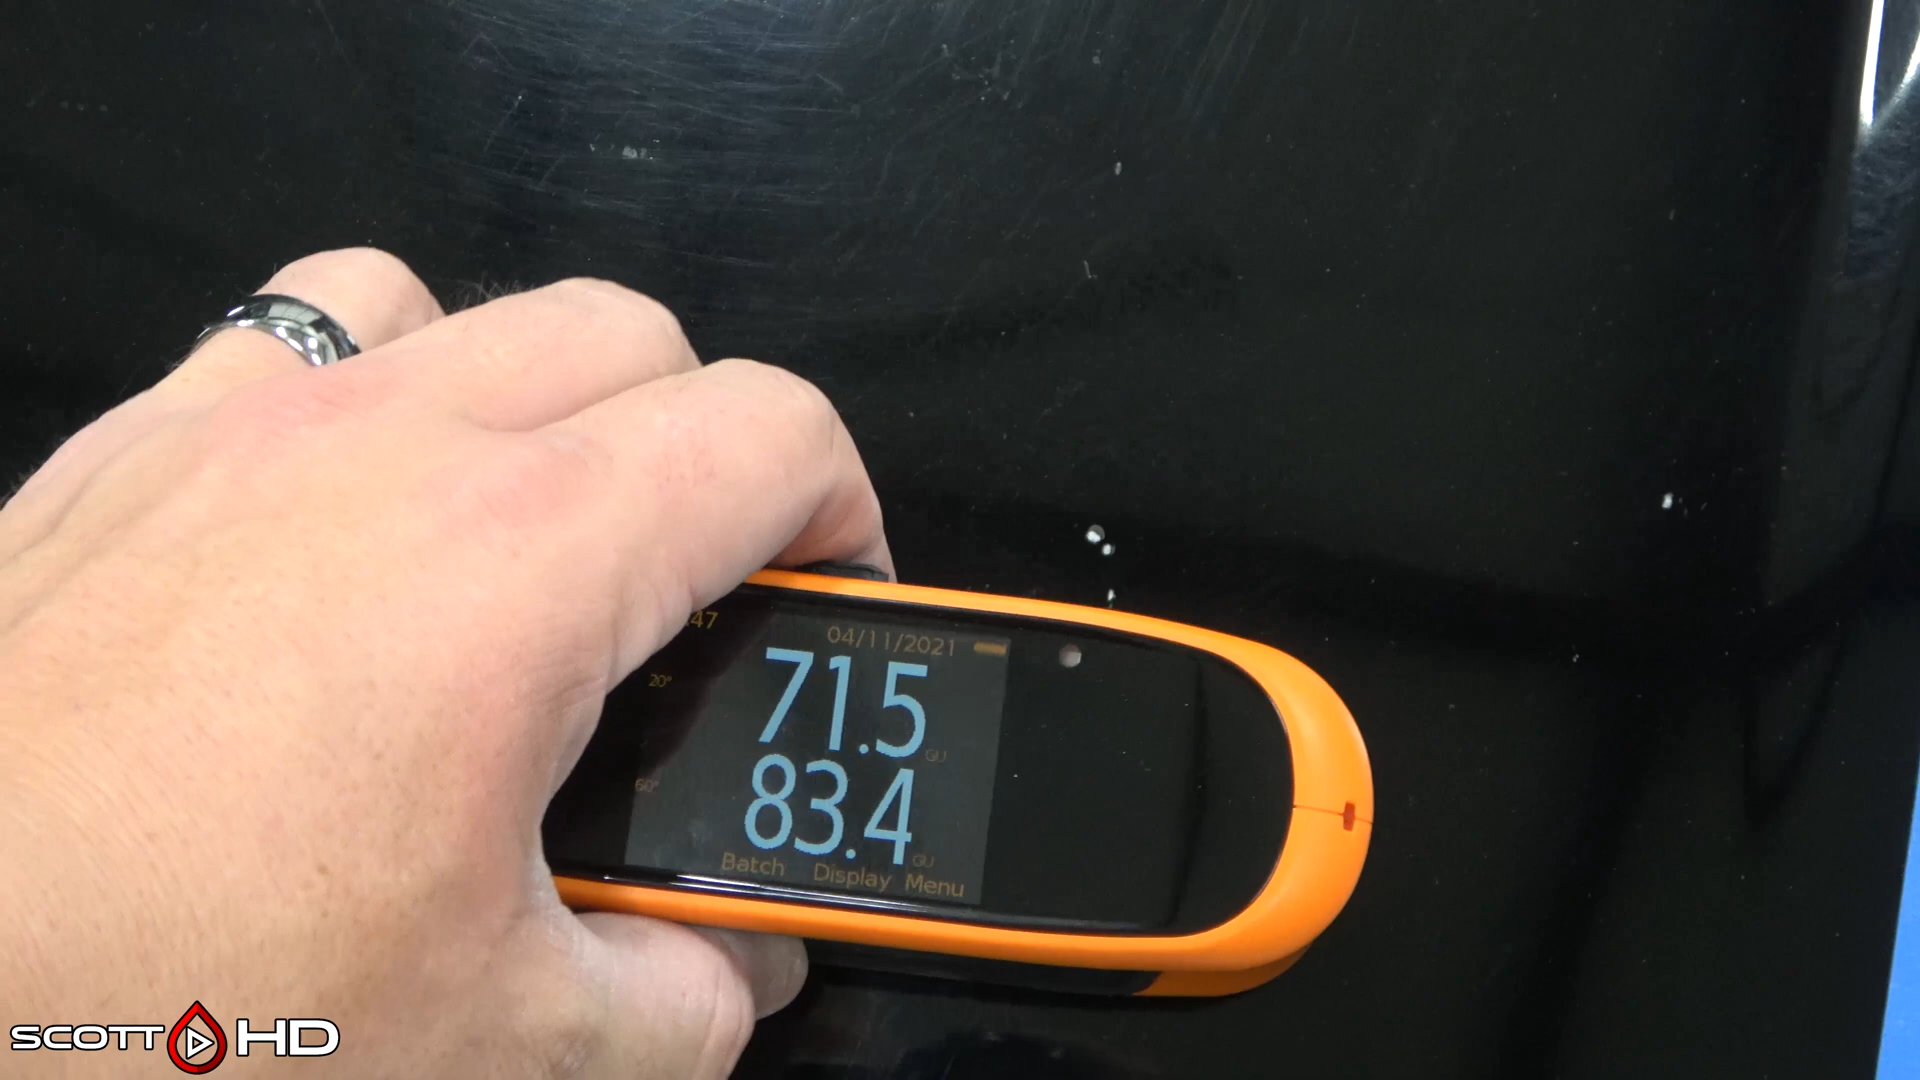 :47
04/11/2021
20°
71.5
GU
60°
83.4
GU
Batch Display Menu
SCOTT HD